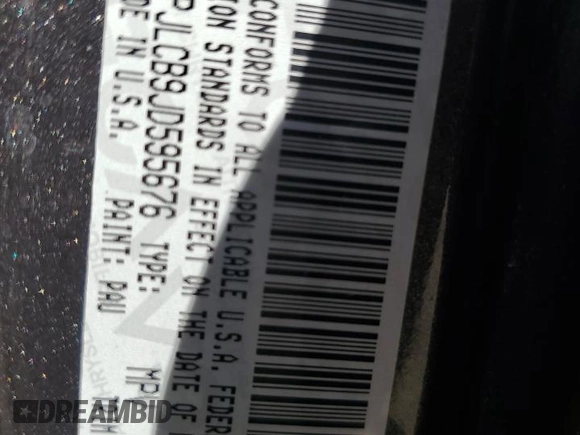 CONFORMS TO ALL APPLICABLE U.S.A. FEDER
ION STANDARDS IN EFFECT ON THE DATE OF
PJLCB9JD595676 TYPE: MP
DE IN U.S.A. PAINT: PAU
DREAMBID